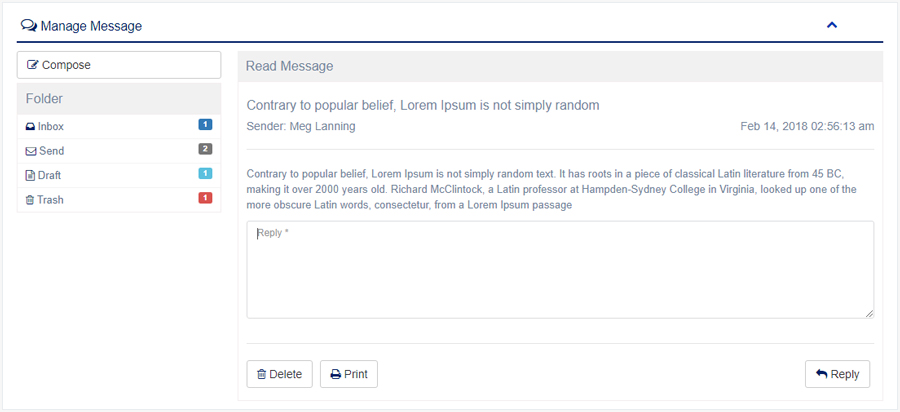 Manage Message
Compose
Folder
Inbox 1
Send 2
Draft 1
Trash 1
Read Message
Contrary to popular belief, Lorem Ipsum is not simply random
Sender: Meg Lanning Feb 14, 2018 02:56:13 am
Contrary to popular belief, Lorem Ipsum is not simply random text. It has roots in a piece of classical Latin literature from 45 BC,
making it over 2000 years old. Richard McClintock, a Latin professor at Hampden-Sydney College in Virginia, looked up one of the
more obscure Latin words, consectetur, from a Lorem Ipsum passage
Reply *
Delete Print Reply